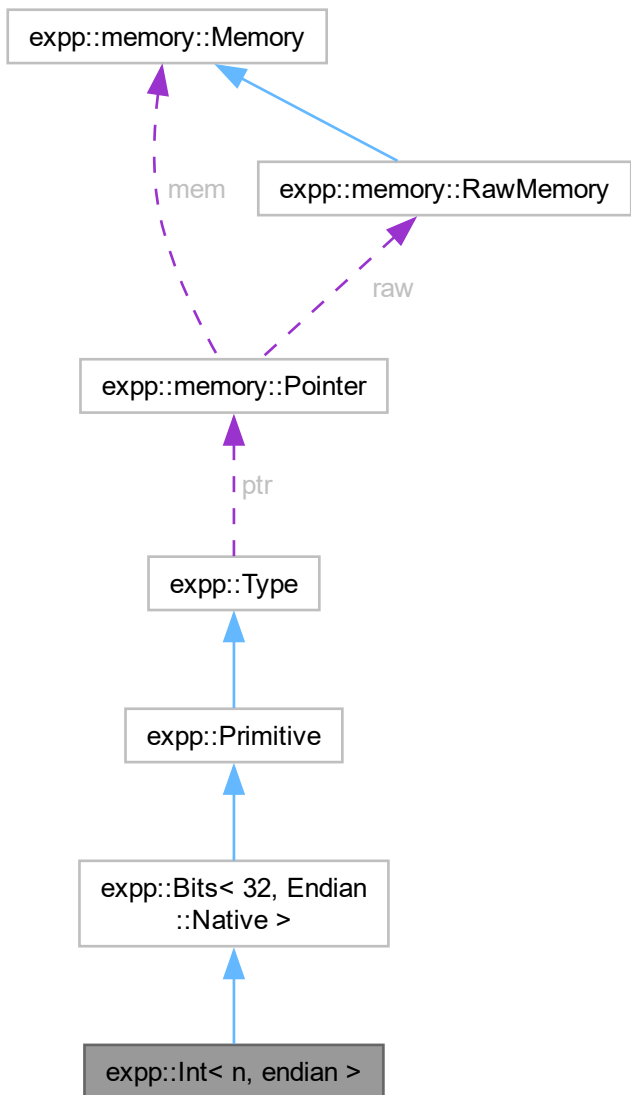 expp::memory::Memory
expp::memory::RawMemory
mem
raw
expp::memory::Pointer
ptr
expp::Type
expp::Primitive
expp::Bits< 32, Endian
::Native >
expp::Int< n, endian >